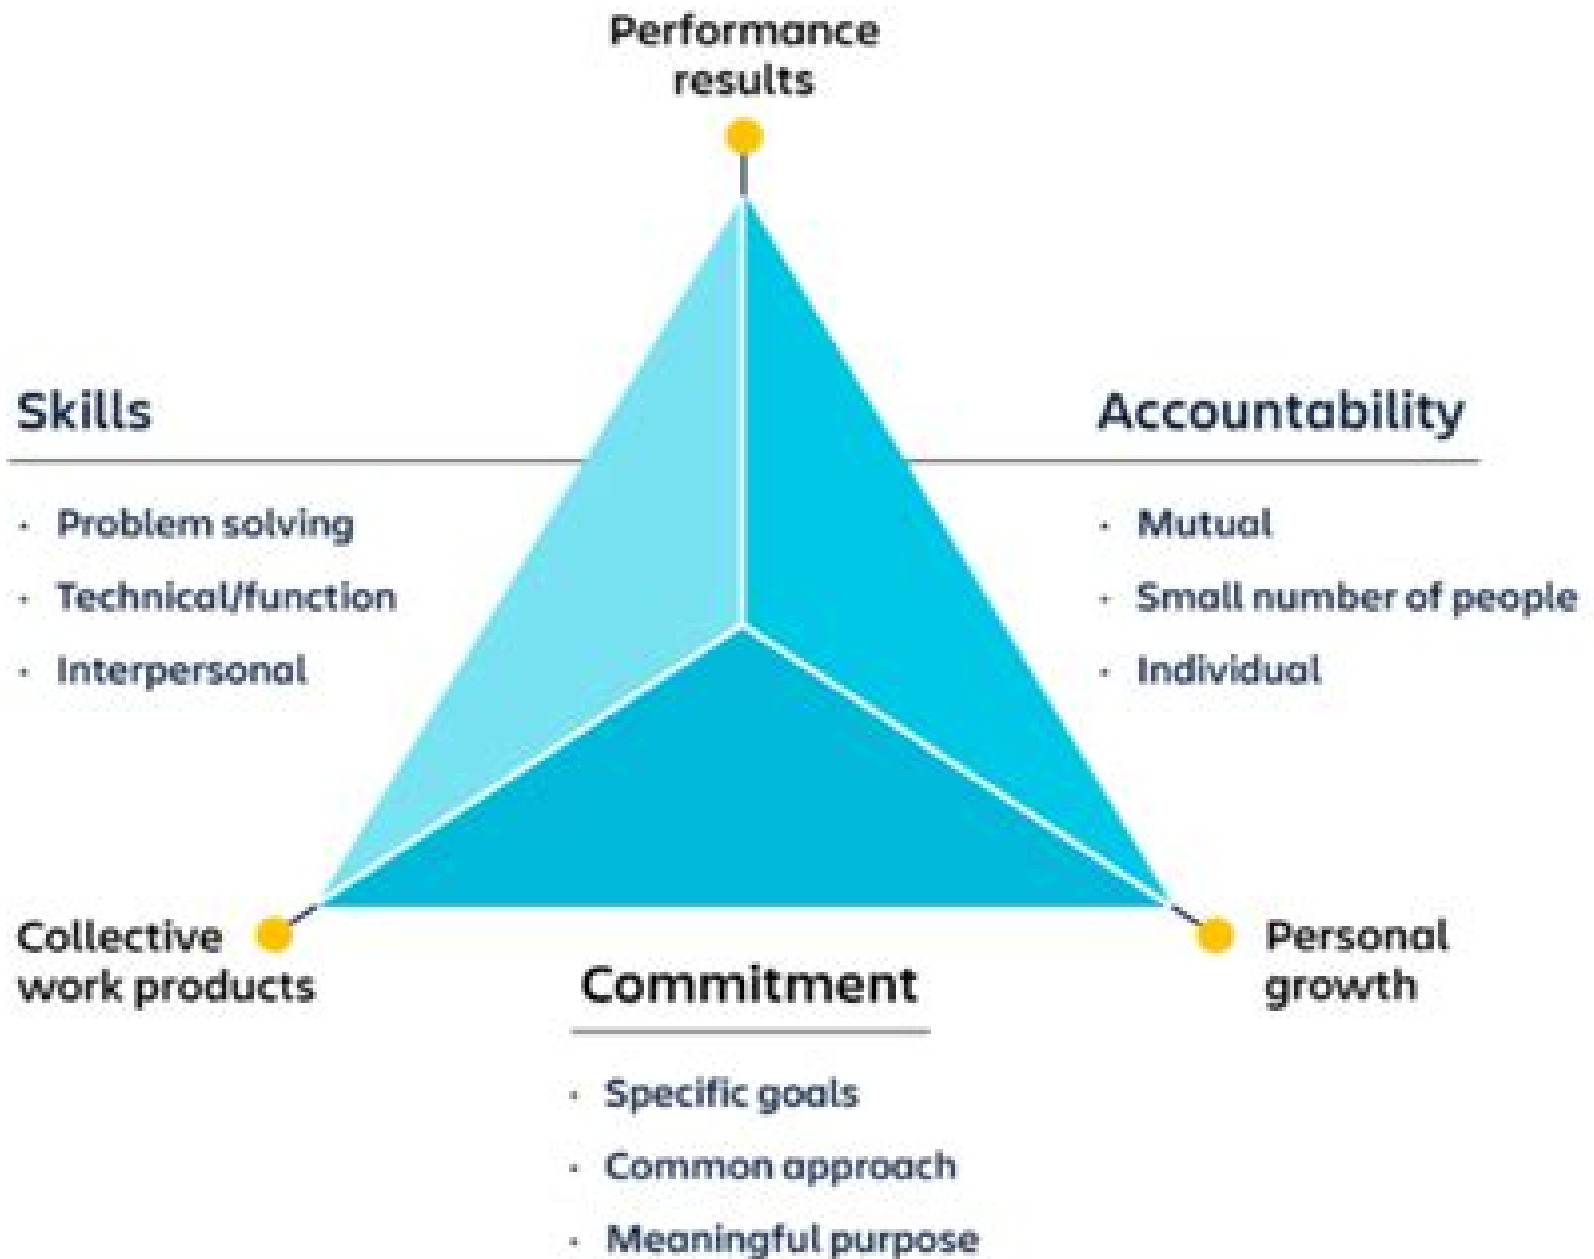 Performance
results
Skills
• Problem solving
• Technical/function
• Interpersonal
Accountability
• Mutual
• Small number of people
• Individual
Collective
work products
Personal
growth
Commitment
• Specific goals
• Common approach
• Meaningful purpose